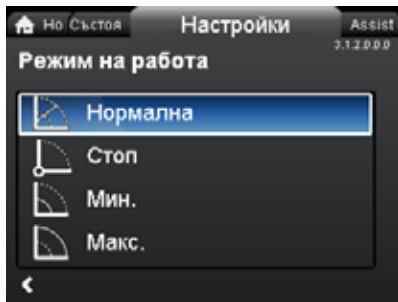 Но Състоя Настройки Assist
3.1.2.0.0.0
Режим на работа
Нормална
Стоп
Мин.
Макс.